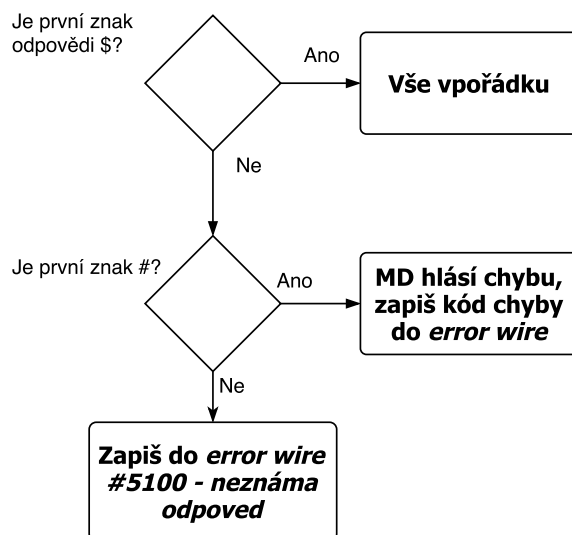 Je první znak
odpovědi $?
Ano
Vše vpořádku
Ne
Je první znak #?
Ano
MD hlásí chybu,
zapiš kód chyby
do error wire
Ne
Zapiš do error wire
#5100 - neznáma
odpoved